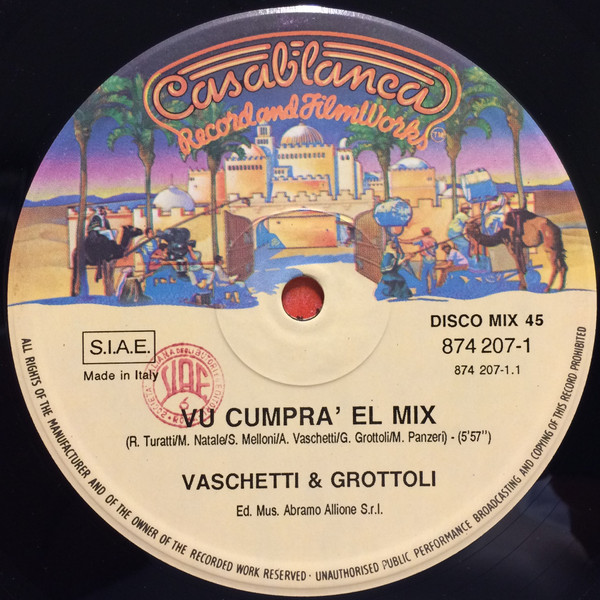 Casablanca
Record and FilmWorks
TM
DISCO MIX 45
874 207-1
874 207-1.1
S.I.A.E.
Made in Italy
SIAE
6
VU CUMPRA' EL MIX
(R. Turatti/M. Natale/S. Melloni/A. Vaschetti/G. Grottoli/M. Panzeri) - (5'57")
VASCHETTI & GROTTOLI
Ed. Mus. Abramo Allione S.r.l.
ALL RIGHTS OF THE MANUFACTURER AND OF THE OWNER OF THE RECORDED WORK RESERVED · UNAUTHORISED PUBLIC PERFORMANCE BROADCASTING AND COPYING OF THIS RECORD PROHIBITED